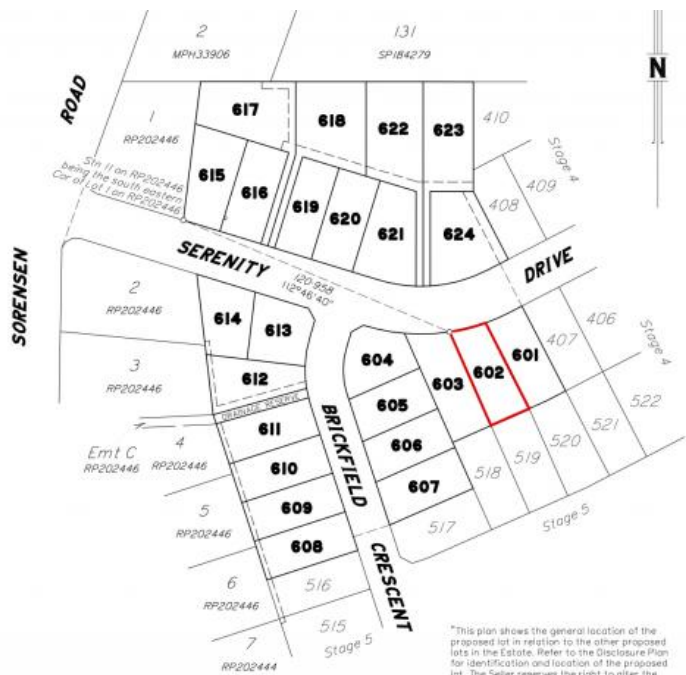 2
MPH33906
131
SP184279
N
ROAD
617
618
622
623
410
1
RP202446
Stage 4
615
616
409
Stn II on RP202446
being the south eastern
Cor of Lot I on RP202446
619
620
621
624
408
SERENITY
DRIVE
120·958
112°46'40"
SORENSEN
2
RP202446
614
613
604
603
602
601
407
406
Stage 4
3
RP202446
612
605
522
DRAINAGE RESERVE
611
BRICKFIELD
606
521
520
Emt C
RP202446
4
RP202446
610
607
518
519
5
RP202446
609
517
Stage 5
608
CRESCENT
6
RP202446
516
515
Stage 5
7
RP202444
"This plan shows the general location of the
proposed lot in relation to the other proposed
lots in the Estate. Refer to the Disclosure Plan
for identification and location of the proposed
lot. The Seller reserves the right to alter the